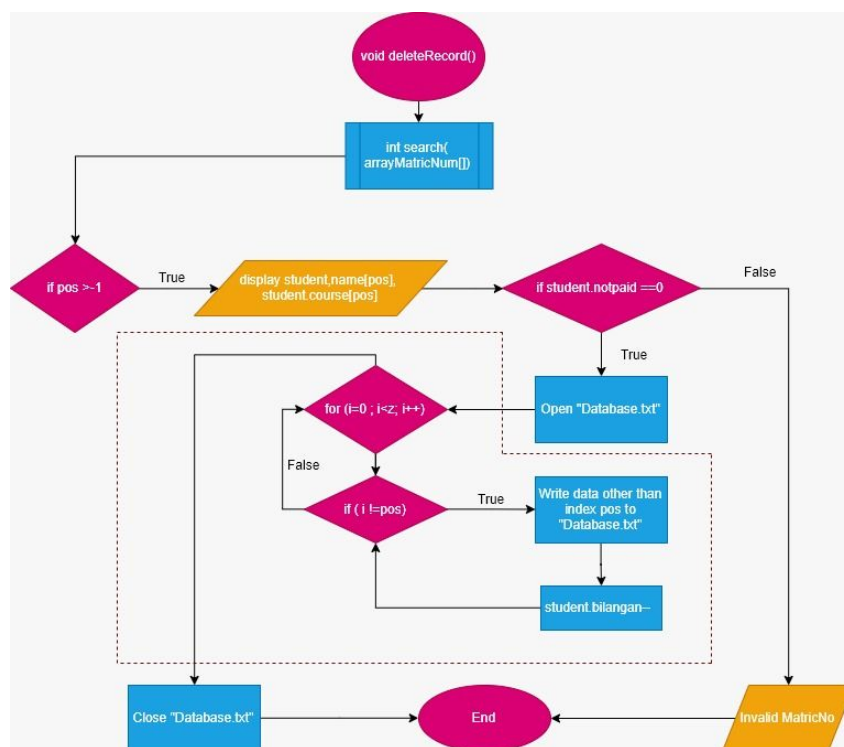 void deleteRecord()
int search(
arrayMatricNum[])
if pos >-1
True
display student,name[pos],
student.course[pos]
if student.notpaid ==0
False
True
Open "Database.txt"
for (i=0 ; i<z; i++}
False
if ( i !=pos}
True
Write data other than
index pos to
"Database.txt"
student.bilangan--
Close "Database.txt"
End
Invalid MatricNo